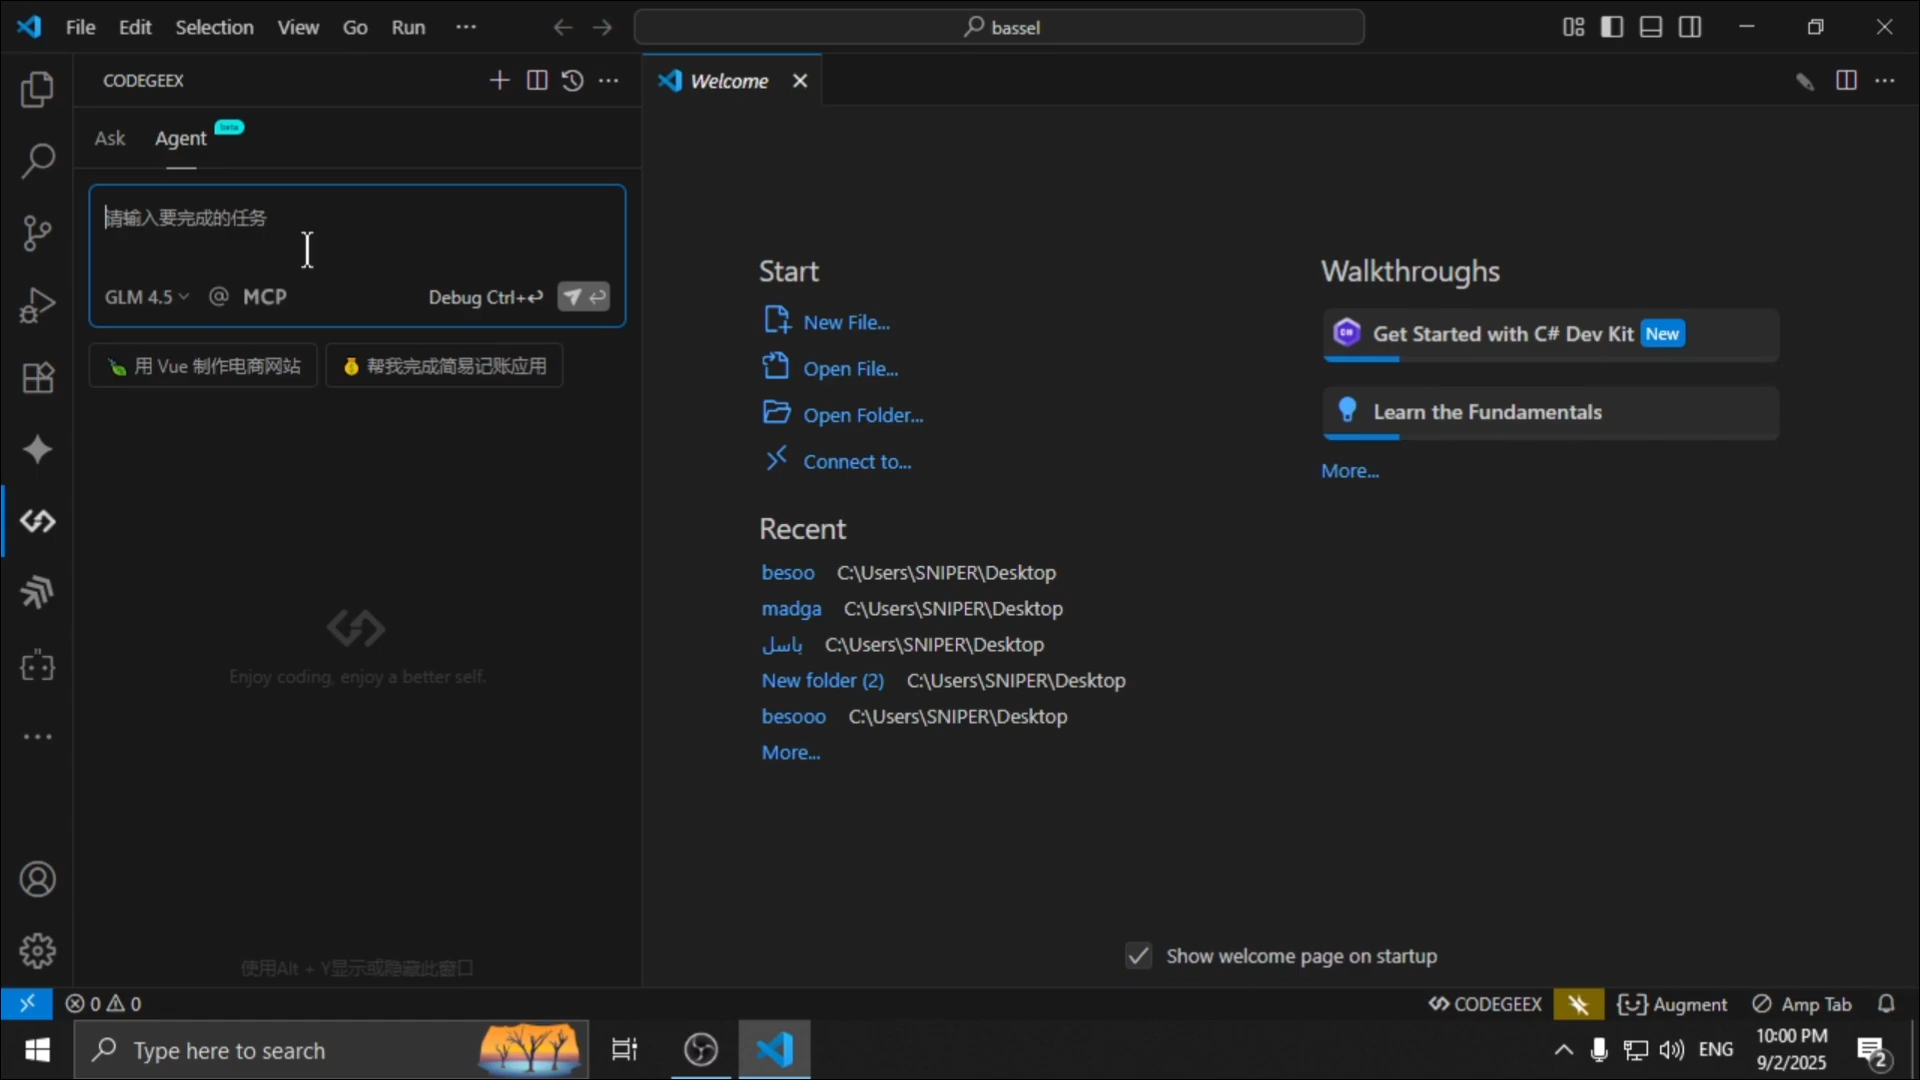 File Edit Selection View Go Run ···
bassel
CODEGEEX
Welcome
Ask Agent beta
请输入要完成的任务
GLM 4.5 @ MCP Debug Ctrl+↵
用 Vue 制作电商网站 帮我完成简易记账应用
Enjoy coding, enjoy a better self.
使用Alt + Y显示或隐藏此窗口
Start
New File...
Open File...
Open Folder...
Connect to...
Recent
besoo C:\Users\SNIPER\Desktop
madga C:\Users\SNIPER\Desktop
باسل C:\Users\SNIPER\Desktop
New folder (2) C:\Users\SNIPER\Desktop
besooo C:\Users\SNIPER\Desktop
More...
Walkthroughs
Get Started with C# Dev Kit New
Learn the Fundamentals
More...
Show welcome page on startup
0 0
CODEGEEX Augment Amp Tab
Type here to search
ENG
10:00 PM
9/2/2025
2